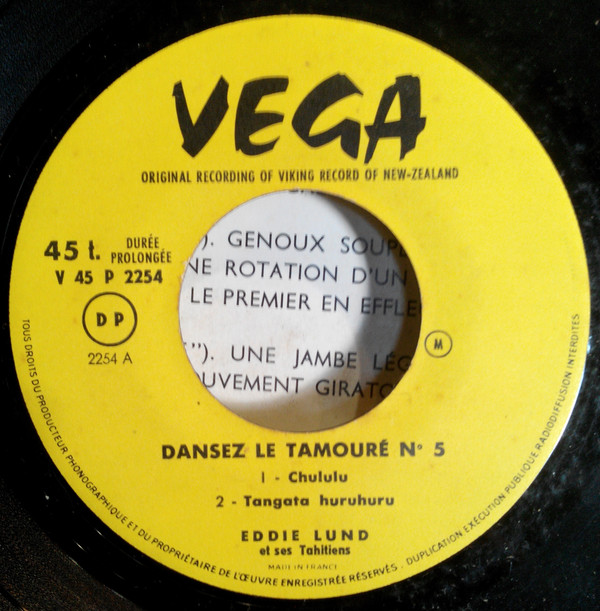 VEGA
ORIGINAL RECORDING OF VIKING RECORD OF NEW-ZEALAND
45 t. DURÉE PROLONGÉE
V 45 P 2254
DP
2254 A
M
). GENOUX SOUP
NE ROTATION D'UN
LE PREMIER EN EFFLE
"). UNE JAMBE LÉG
OUVEMENT GIRATO
DANSEZ LE TAMOURÉ N° 5
1 - Chululu
2 - Tangata huruhuru
EDDIE LUND
et ses Tahitiens
MADE IN FRANCE
TOUS DROITS DU PRODUCTEUR PHONOGRAPHIQUE ET DU PROPRIÉTAIRE DE L'ŒUVRE ENREGISTRÉE RÉSERVÉS. DUPLICATION EXÉCUTION PUBLIQUE RADIODIFFUSION INTERDITES